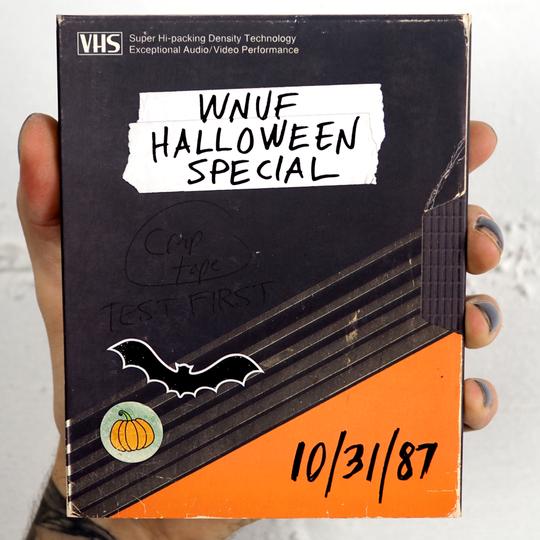 VHS
Super Hi-packing Density Technology
Exceptional Audio/Video Performance
WNUF
HALLOWEEN
SPECIAL
Crap
tape
TEST FIRST
10/31/87